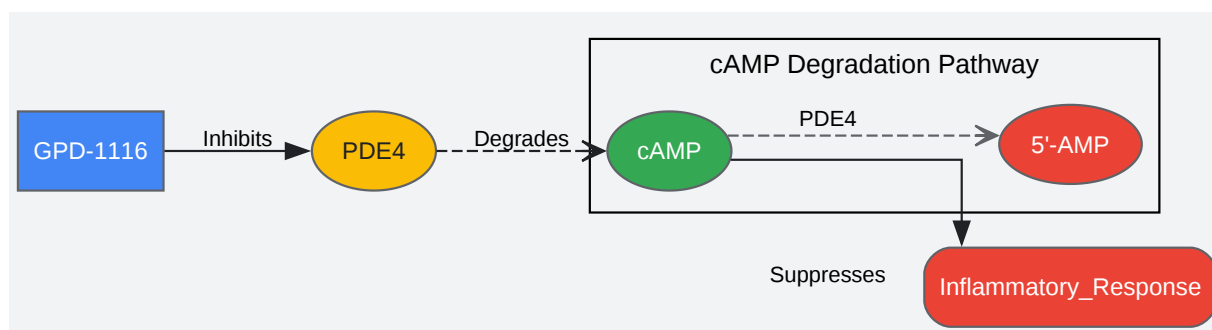 cAMP Degradation Pathway
GPD-1116
Inhibits
PDE4
Degrades
cAMP
PDE4
5'-AMP
Suppresses
Inflammatory_Response